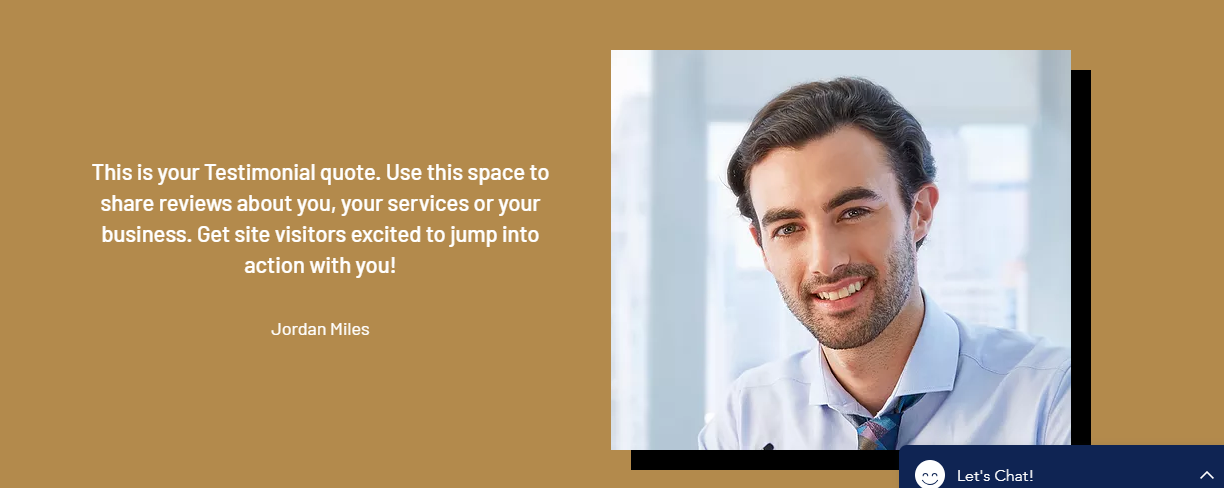 This is your Testimonial quote. Use this space to
share reviews about you, your services or your
business. Get site visitors excited to jump into
action with you!
Jordan Miles
Let's Chat!